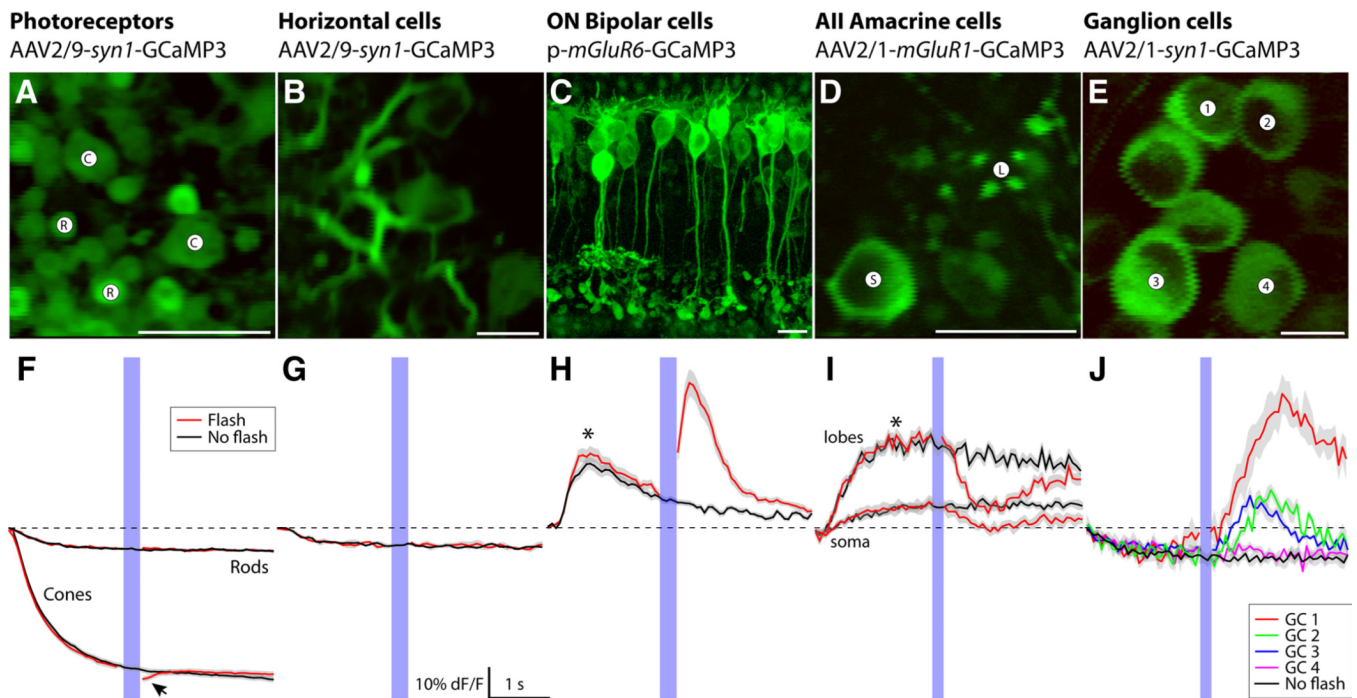 Photoreceptors
AAV2/9-syn1-GCaMP3
Horizontal cells
AAV2/9-syn1-GCaMP3
ON Bipolar cells
p-mGluR6-GCaMP3
AII Amacrine cells
AAV2/1-mGluR1-GCaMP3
Ganglion cells
AAV2/1-syn1-GCaMP3
A
C
R
C
R
B
C
D
L
S
E
1
2
3
4
F
Flash
No flash
Rods
Cones
G
10% dF/F
1 s
H
*
I
lobes
*
soma
J
GC 1
GC 2
GC 3
GC 4
No flash